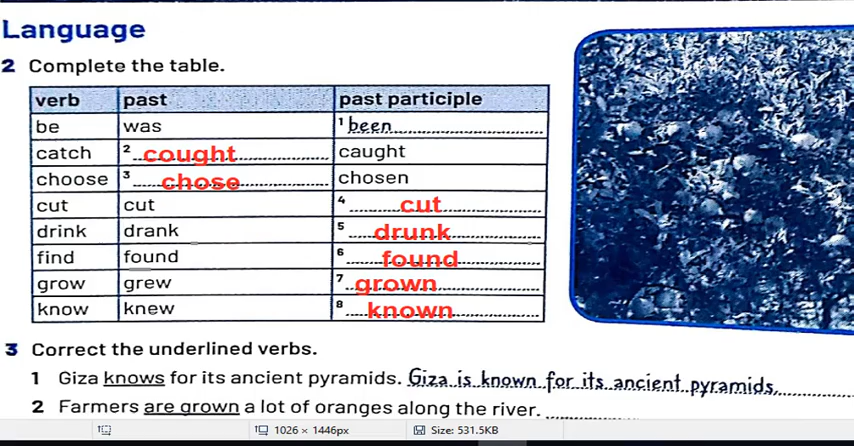 Language
2 Complete the table.
verb past past participle
be was 1 been
catch 2 cought caught
choose 3 chose chosen
cut cut 4 cut
drink drank 5 drunk
find found 6 found
grow grew 7 grown
know knew 8 known
3 Correct the underlined verbs.
1 Giza knows for its ancient pyramids. Giza is known for its ancient pyramids.
2 Farmers are grown a lot of oranges along the river.
1026 × 1446px Size: 531.5KB